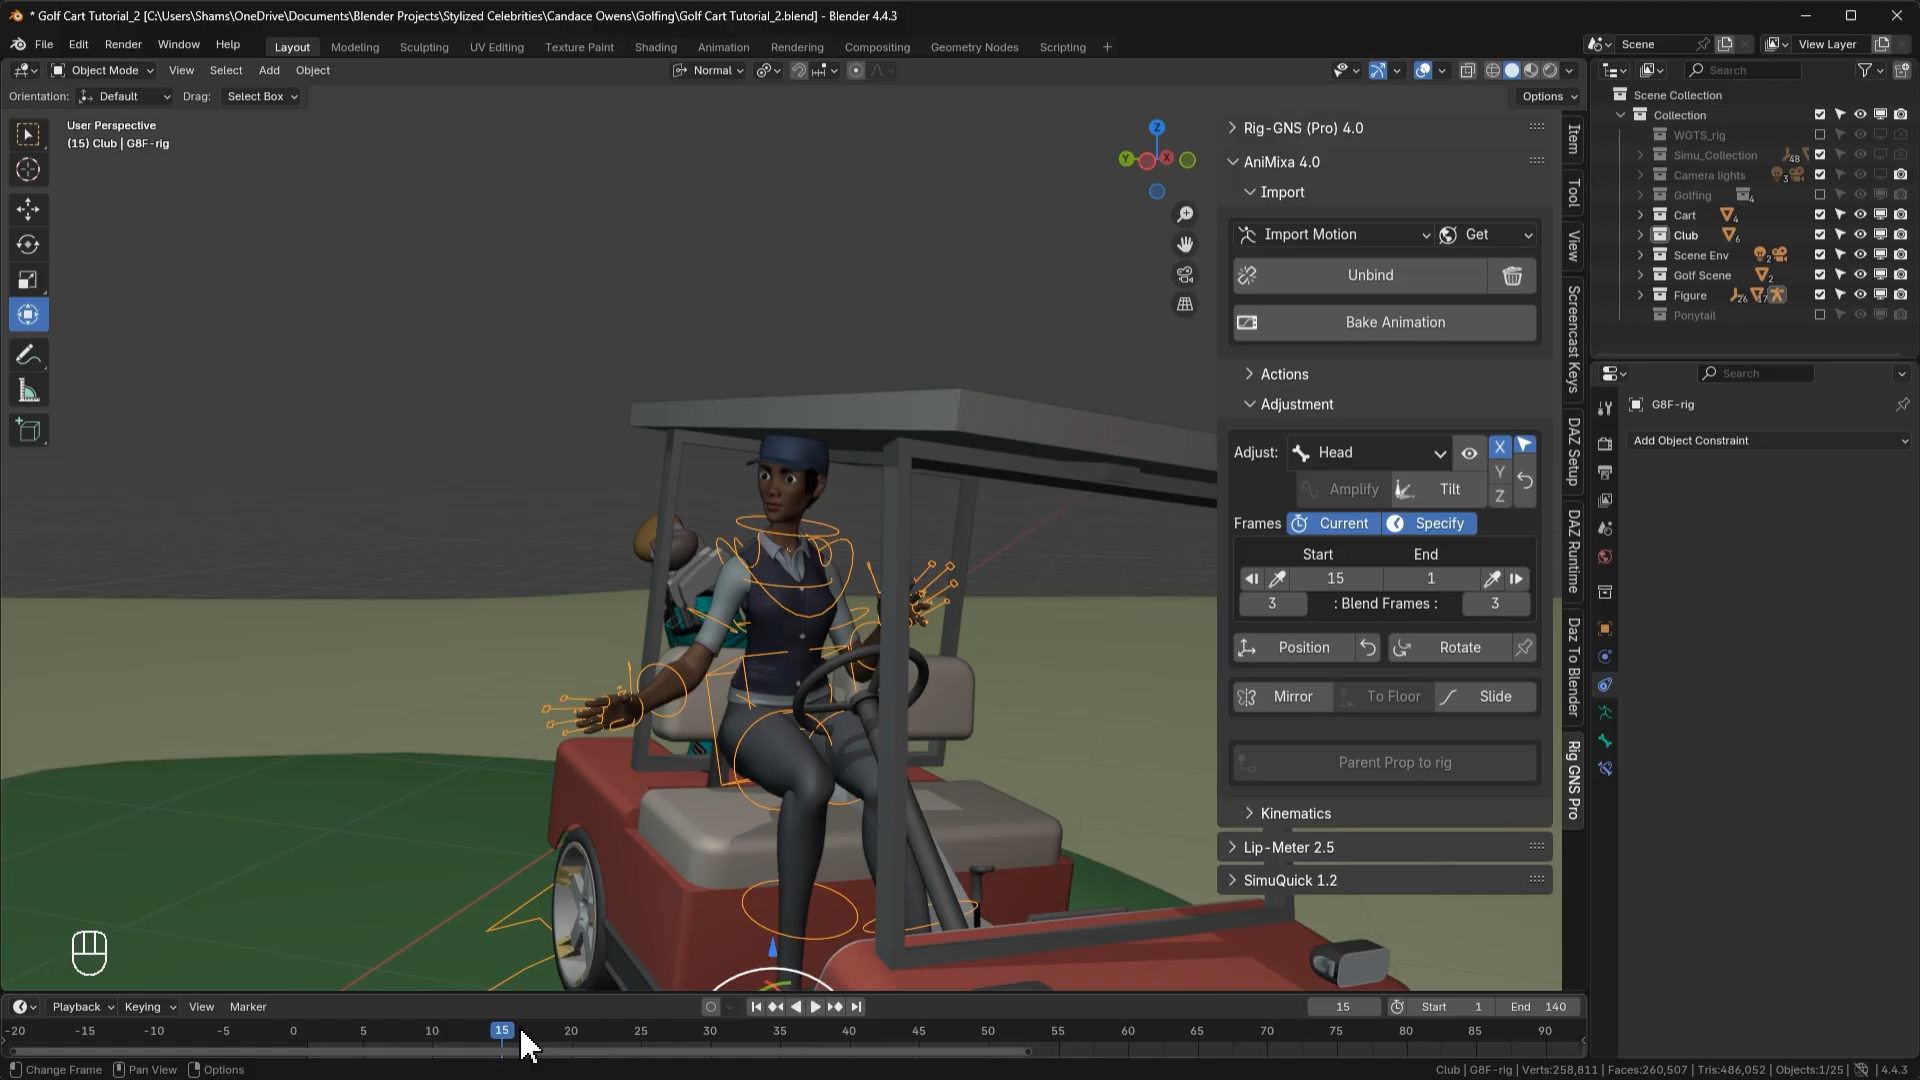 * Golf Cart Tutorial_2 [C:\Users\Shams\OneDrive\Documents\Blender Projects\Stylized Celebrities\Candace Owens\Golfing\Golf Cart Tutorial_2.blend] - Blender 4.4.3
File Edit Render Window Help Layout Modeling Sculpting UV Editing Texture Paint Shading Animation Rendering Compositing Geometry Nodes Scripting + Scene View Layer
Object Mode View Select Add Object Normal Search
Orientation: Default Drag: Select Box Options
User Perspective
(15) Club | G8F-rig
Z
Y
X
Rig-GNS (Pro) 4.0
AniMixa 4.0
Import
Import Motion Get
Unbind
Bake Animation
Actions
Adjustment
Adjust: Head X
Y
Amplify Tilt
Z
Frames Current Specify
Start End
15 1
3 : Blend Frames : 3
Position Rotate
Mirror To Floor Slide
Parent Prop to rig
Kinematics
Lip-Meter 2.5
SimuQuick 1.2
Item
Tool
View
Screencast Keys
DAZ Setup
DAZ Runtime
Daz To Blender
Rig GNS Pro
Scene Collection
Collection
WGTS_rig
Simu_Collection 48
Camera lights 3
Golfing 4
Cart 4
Club 6
Scene Env 2
Golf Scene 2
Figure 26 17
Ponytail
Search
G8F-rig
Add Object Constraint
Playback Keying View Marker 15 Start 1 End 140
-20 -15 -10 -5 0 5 10 15 20 25 30 35 40 45 50 55 60 65 70 75 80 85 90
Change Frame Pan View Options Club | G8F-rig | Verts:258,811 | Faces:260,507 | Tris:486,052 | Objects:1/25 | 4.4.3